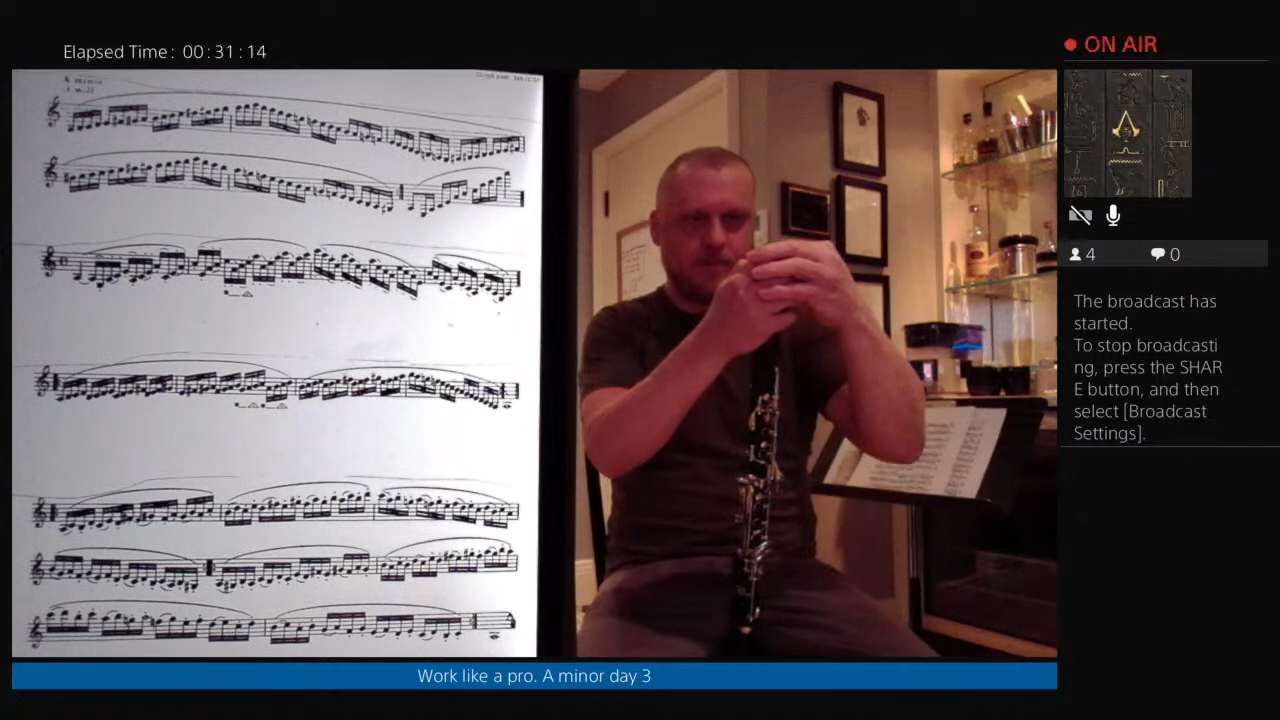 Elapsed Time: 00:31:14
ON AIR
4
0
The broadcast has
started.
To stop broadcasti
ng, press the SHAR
E button, and then
select [Broadcast
Settings].
Work like a pro. A minor day 3